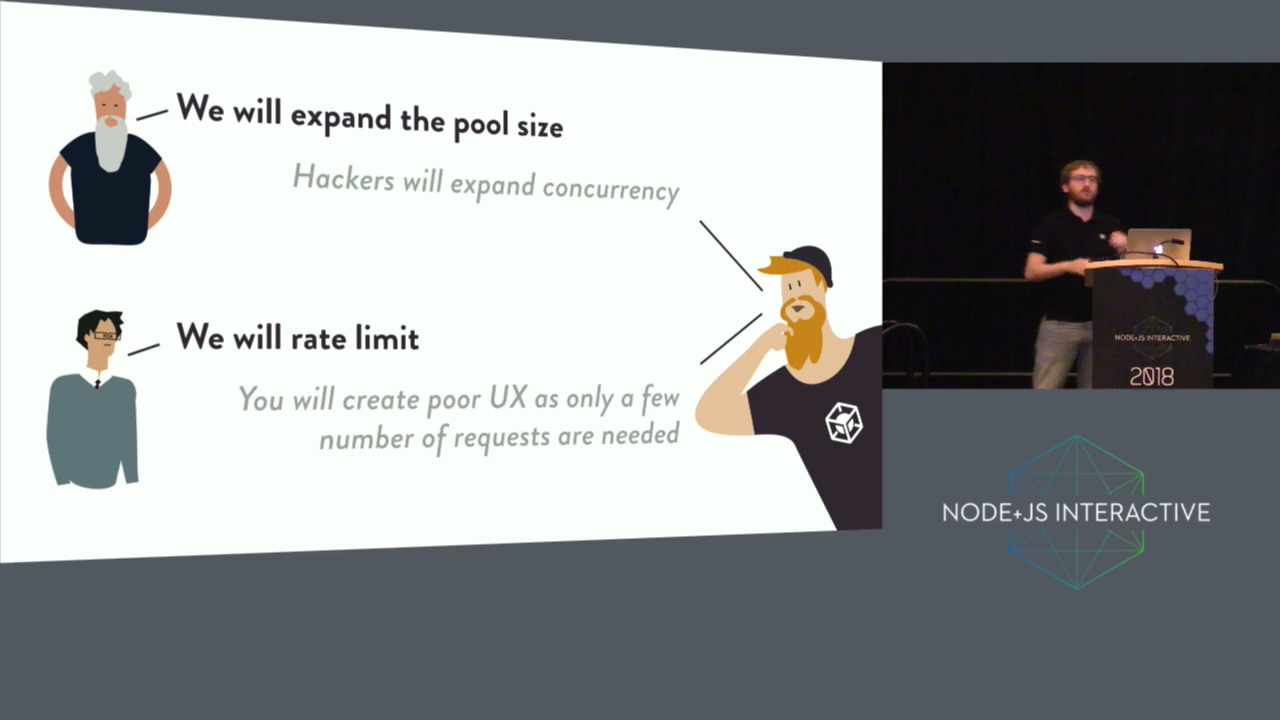 We will expand the pool size
Hackers will expand concurrency
We will rate limit
You will create poor UX as only a few
number of requests are needed
NODE+JS INTERACTIVE
2018
NODE+JS INTERACTIVE